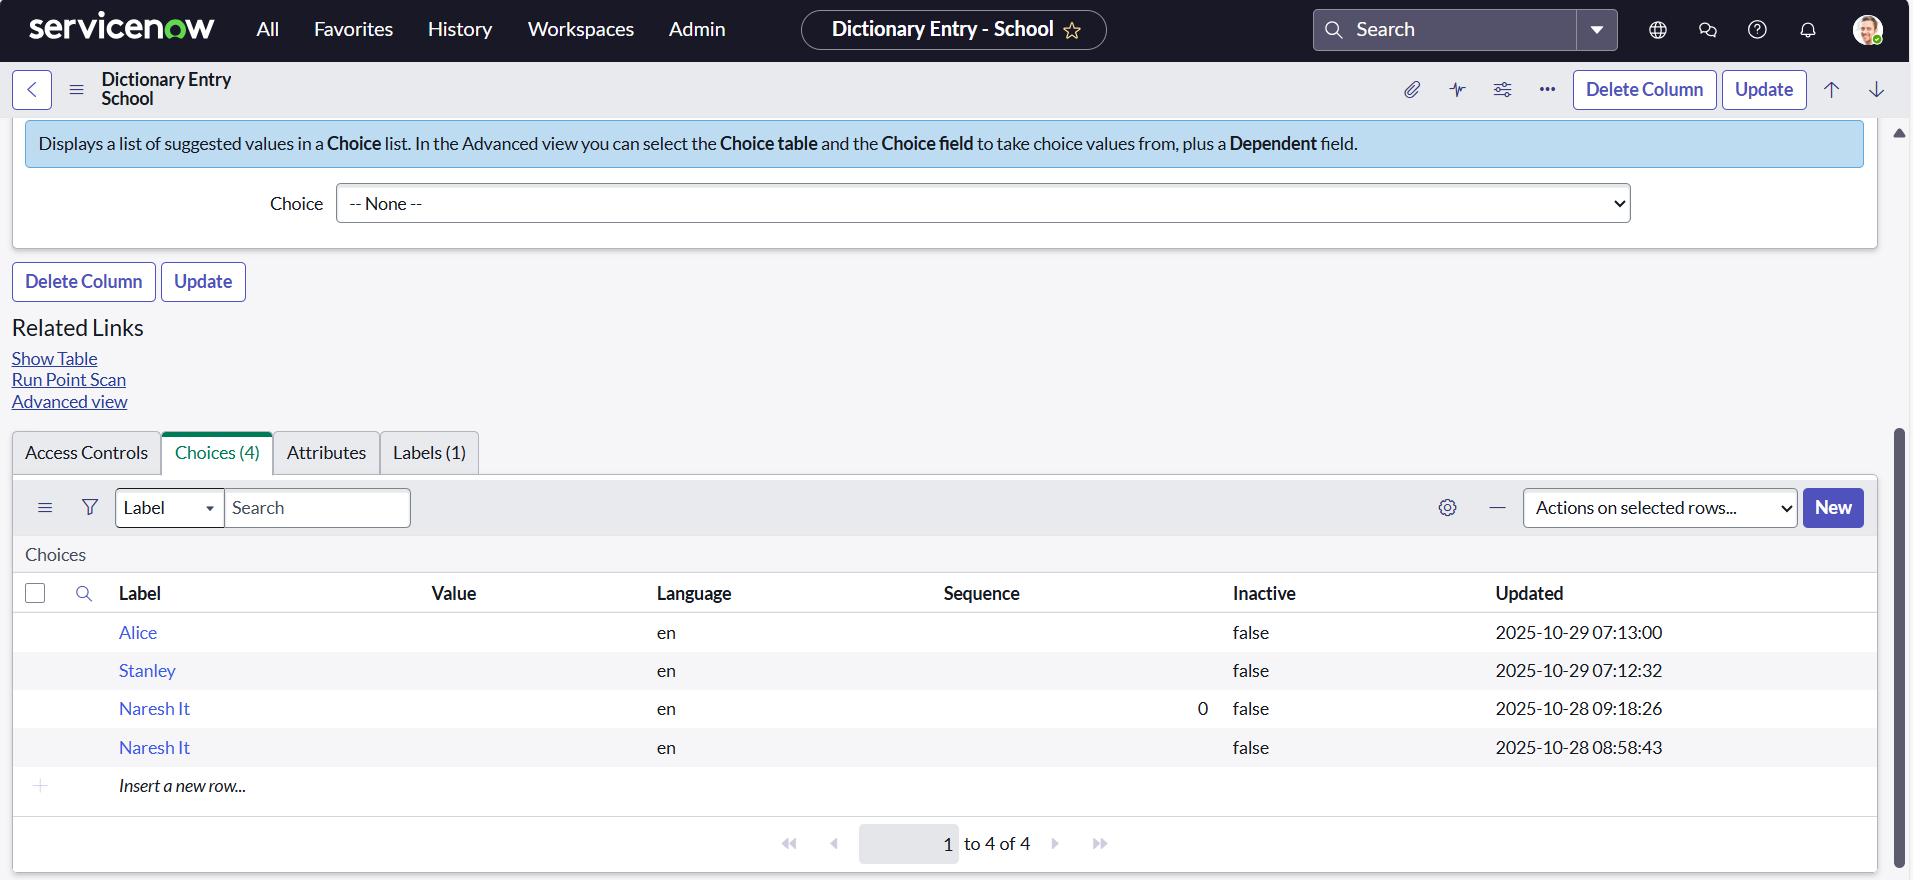 servicenow All Favorites History Workspaces Admin Dictionary Entry - School Search
Dictionary Entry
School
Delete Column Update
Displays a list of suggested values in a Choice list. In the Advanced view you can select the Choice table and the Choice field to take choice values from, plus a Dependent field.
Choice -- None --
Delete Column Update
Related Links
Show Table
Run Point Scan
Advanced view
Access Controls Choices (4) Attributes Labels (1)
Label Search Actions on selected rows... New
Choices
Label Value Language Sequence Inactive Updated
Alice en false 2025-10-29 07:13:00
Stanley en false 2025-10-29 07:12:32
Naresh It en 0 false 2025-10-28 09:18:26
Naresh It en false 2025-10-28 08:58:43
Insert a new row...
1 to 4 of 4